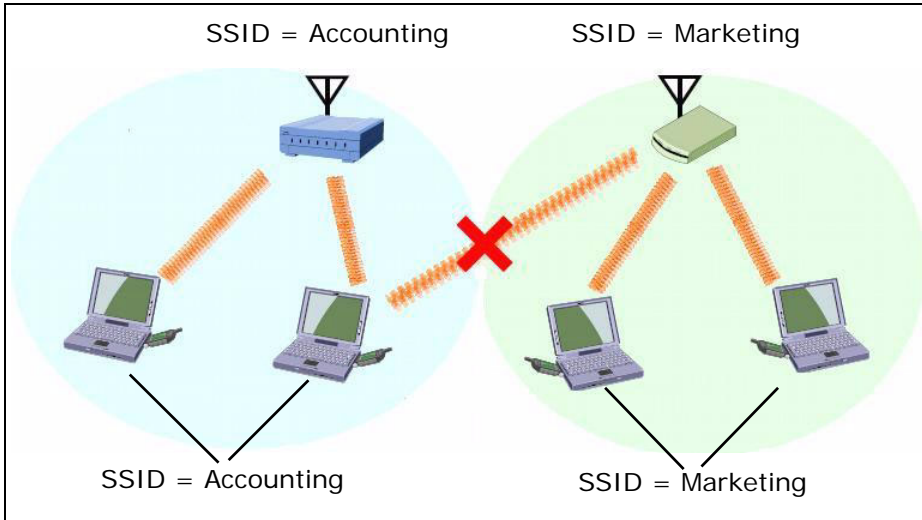 SSID = Accounting
SSID = Marketing
SSID = Accounting
SSID = Marketing